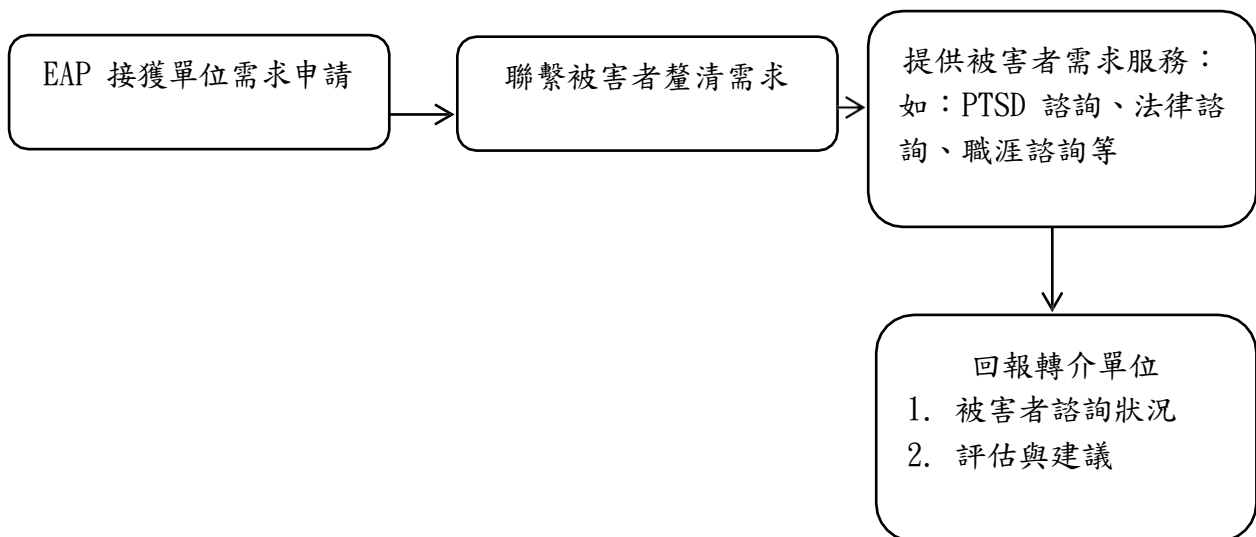 EAP 接獲單位需求申請
聯繫被害者釐清需求
提供被害者需求服務：
如：PTSD 諮詢、法律諮
詢、職涯諮詢等
回報轉介單位
1. 被害者諮詢狀況
2. 評估與建議